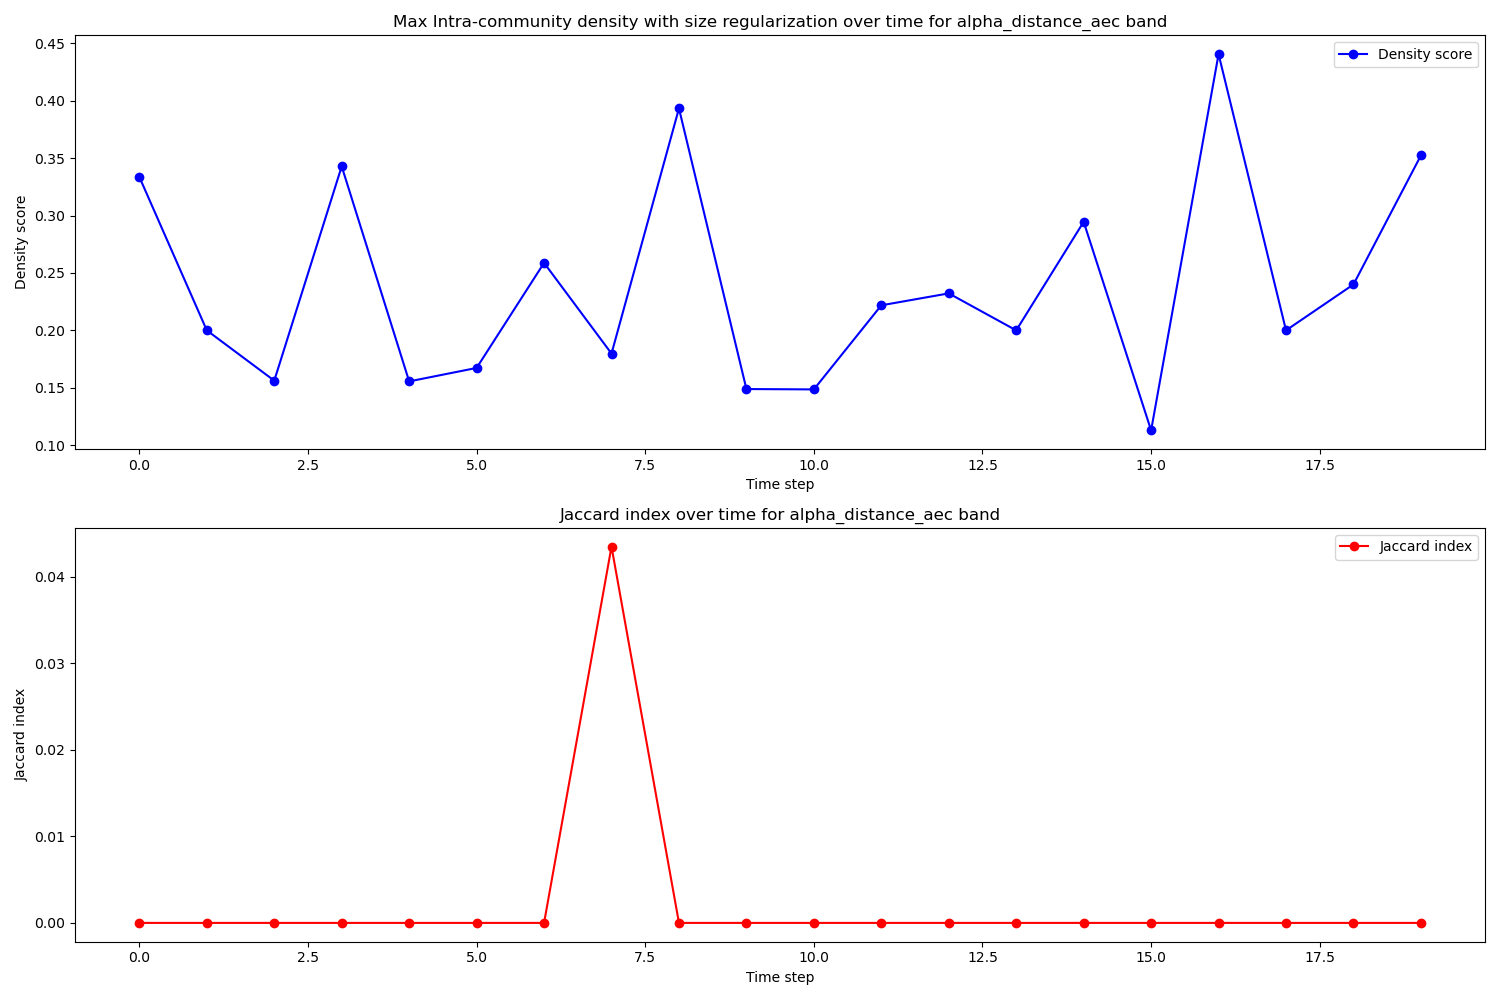 Max Intra-community density with size regularization over time for alpha_distance_aec band
Density score
0.45
0.40
0.35
0.30
0.25
0.20
0.15
0.10
Density score
0.0 2.5 5.0 7.5 10.0 12.5 15.0 17.5
Time step
Jaccard index over time for alpha_distance_aec band
Jaccard index
0.04
0.03
0.02
0.01
0.00
Jaccard index
0.0 2.5 5.0 7.5 10.0 12.5 15.0 17.5
Time step